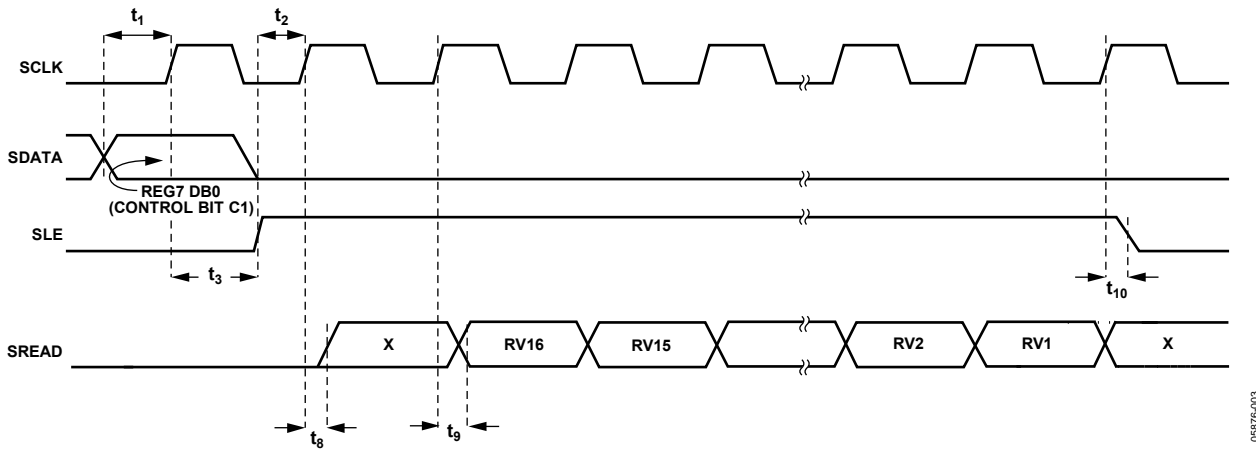 t1
t2
SCLK
SDATA
REG7 DB0
(CONTROL BIT C1)
SLE
t3
t10
SREAD
X
RV16
RV15
RV2
RV1
X
t8
t9
05876-003